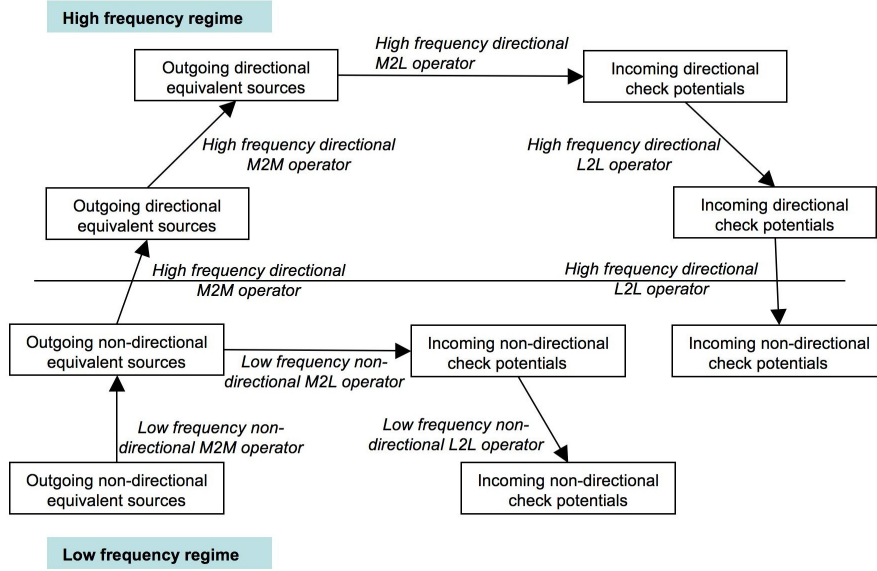 High frequency regime
High frequency directional
M2L operator
Outgoing directional
equivalent sources
Incoming directional
check potentials
High frequency directional
M2M operator
High frequency directional
L2L operator
Outgoing directional
equivalent sources
Incoming directional
check potentials
High frequency directional
M2M operator
High frequency directional
L2L operator
Outgoing non-directional
equivalent sources
Low frequency non-
directional M2L operator
Incoming non-directional
check potentials
Incoming non-directional
check potentials
Low frequency non-
directional M2M operator
Low frequency non-
directional L2L operator
Outgoing non-directional
equivalent sources
Incoming non-directional
check potentials
Low frequency regime